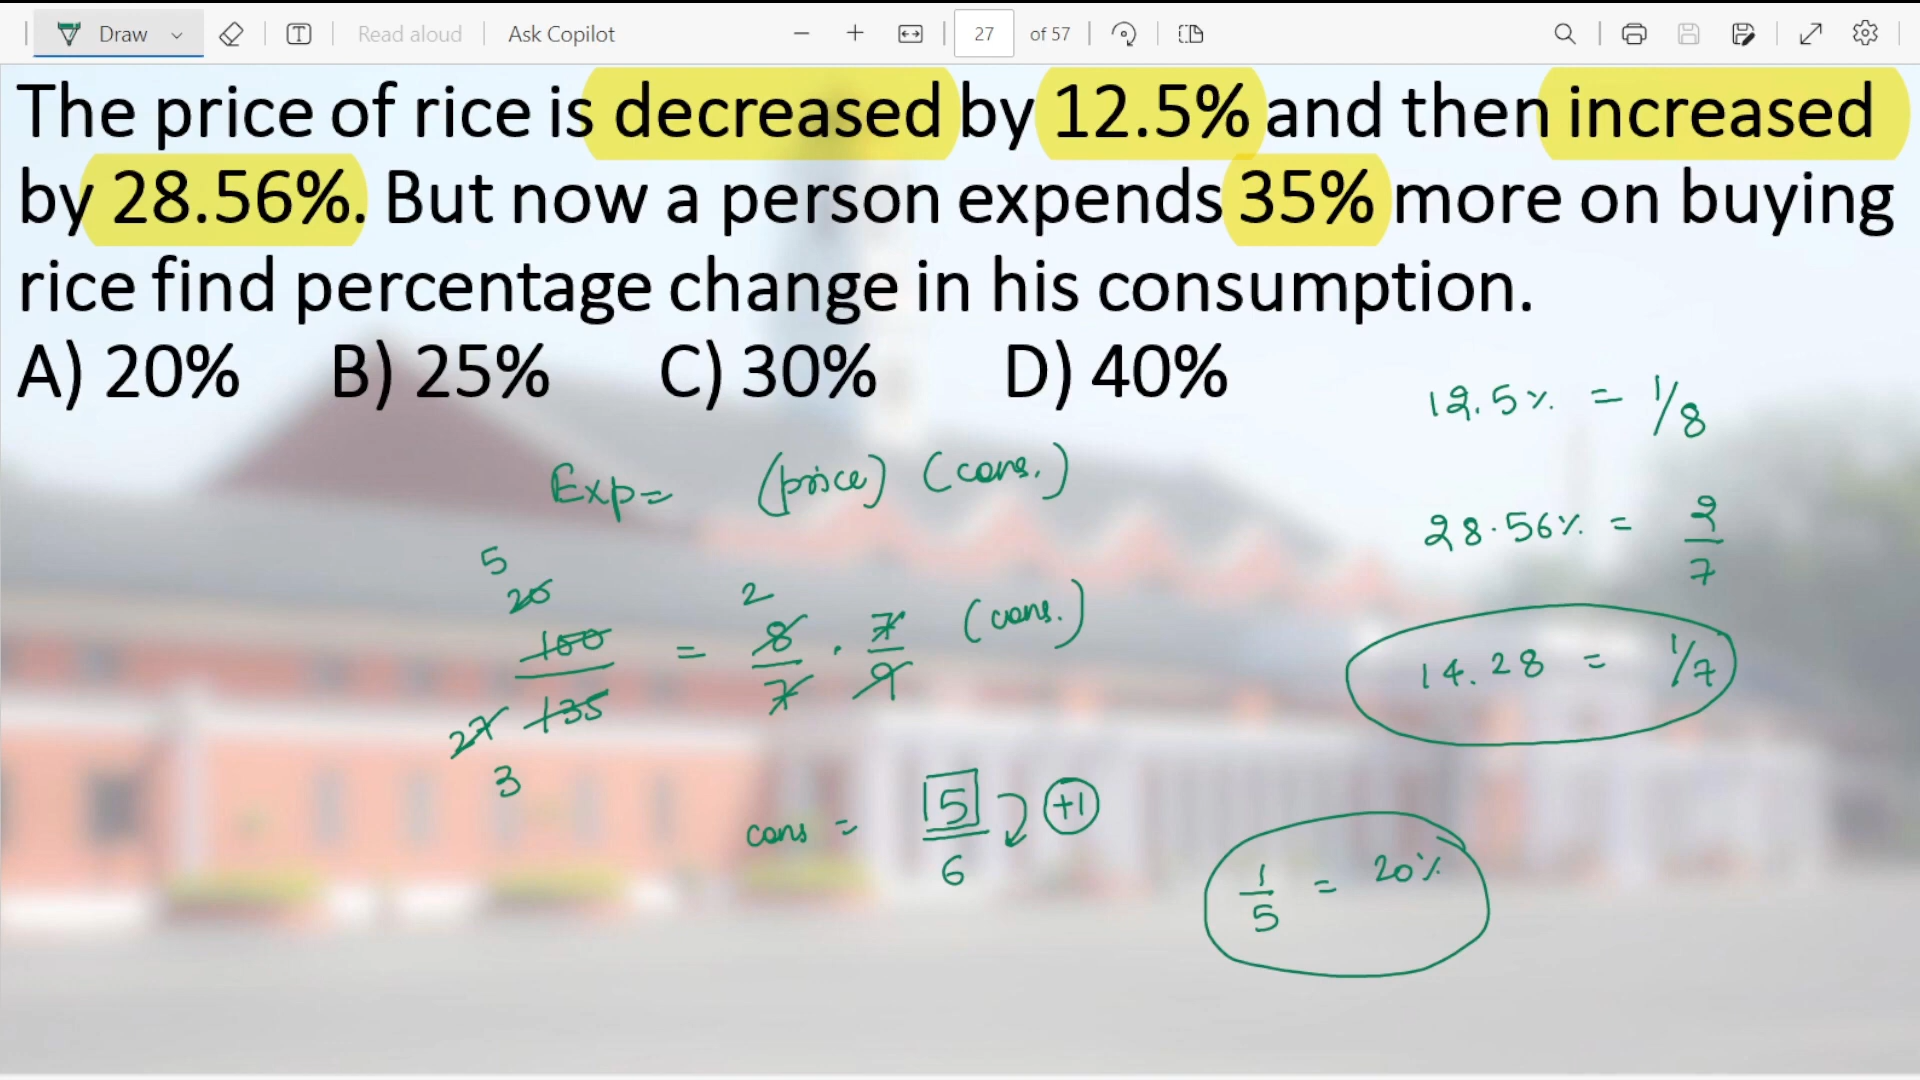 Draw Read aloud Ask Copilot 27 of 57
The price of rice is decreased by 12.5% and then increased
by 28.56%. But now a person expends 35% more on buying
rice find percentage change in his consumption.
A) 20% B) 25% C) 30% D) 40%
12.5% = 1/8
Exp = (price) (cons.)
28.56% = 2/7
5
20
100/135 = 8/7 · 7/9 (cons.)
2
27
3
14.28 = 1/7
cons = 5/6 +1
1/5 = 20%